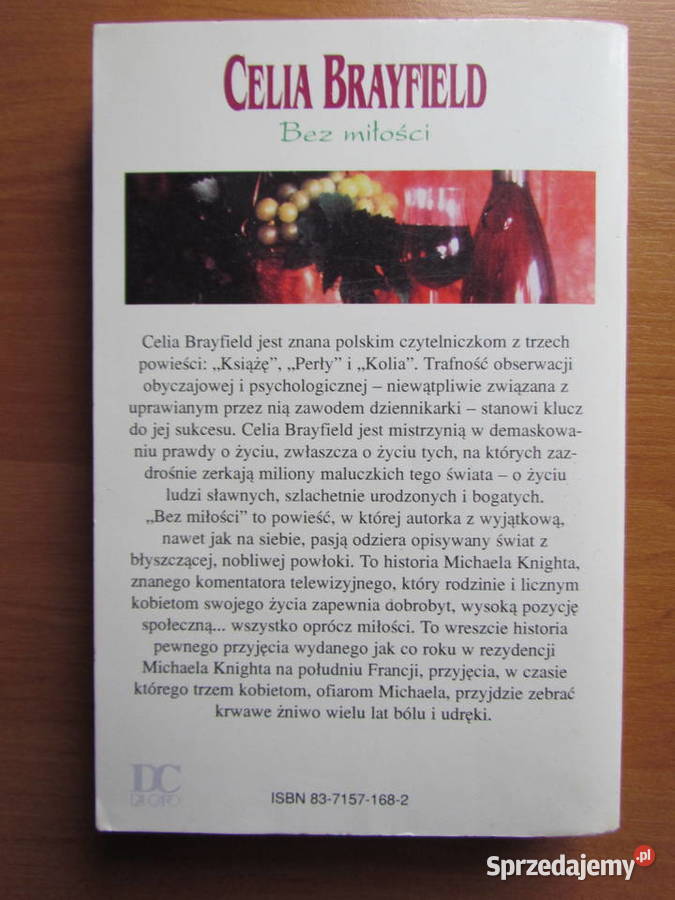 CELIA BRAYFIELD
Bez miłości
Celia Brayfield jest znana polskim czytelniczkom z trzech
powieści: „Książę”, „Perły” i „Kolia”. Trafność obserwacji
obyczajowej i psychologicznej – niewątpliwie związana z
uprawianym przez nią zawodem dziennikarki – stanowi klucz
do jej sukcesu. Celia Brayfield jest mistrzynią w demaskowa-
niu prawdy o życiu, zwłaszcza o życiu tych, na których zaz-
drośnie zerkają miliony maluczkich tego świata – o życiu
ludzi sławnych, szlachetnie urodzonych i bogatych.
„Bez miłości” to powieść, w której autorka z wyjątkową,
nawet jak na siebie, pasją odziera opisywany świat z
błyszczącej, nobliwej powłoki. To historia Michaela Knighta,
znanego komentatora telewizyjnego, który rodzinie i licznym
kobietom swojego życia zapewnia dobrobyt, wysoką pozycję
społeczną... wszystko oprócz miłości. To wreszcie historia
pewnego przyjęcia wydanego jak co roku w rezydencji
Michaela Knighta na południu Francji, przyjęcia, w czasie
którego trzem kobietom, ofiarom Michaela, przyjdzie zebrać
krwawe żniwo wielu lat bólu i udręki.
DC
DA CAPO
ISBN 83-7157-168-2
Sprzedajemy.pl